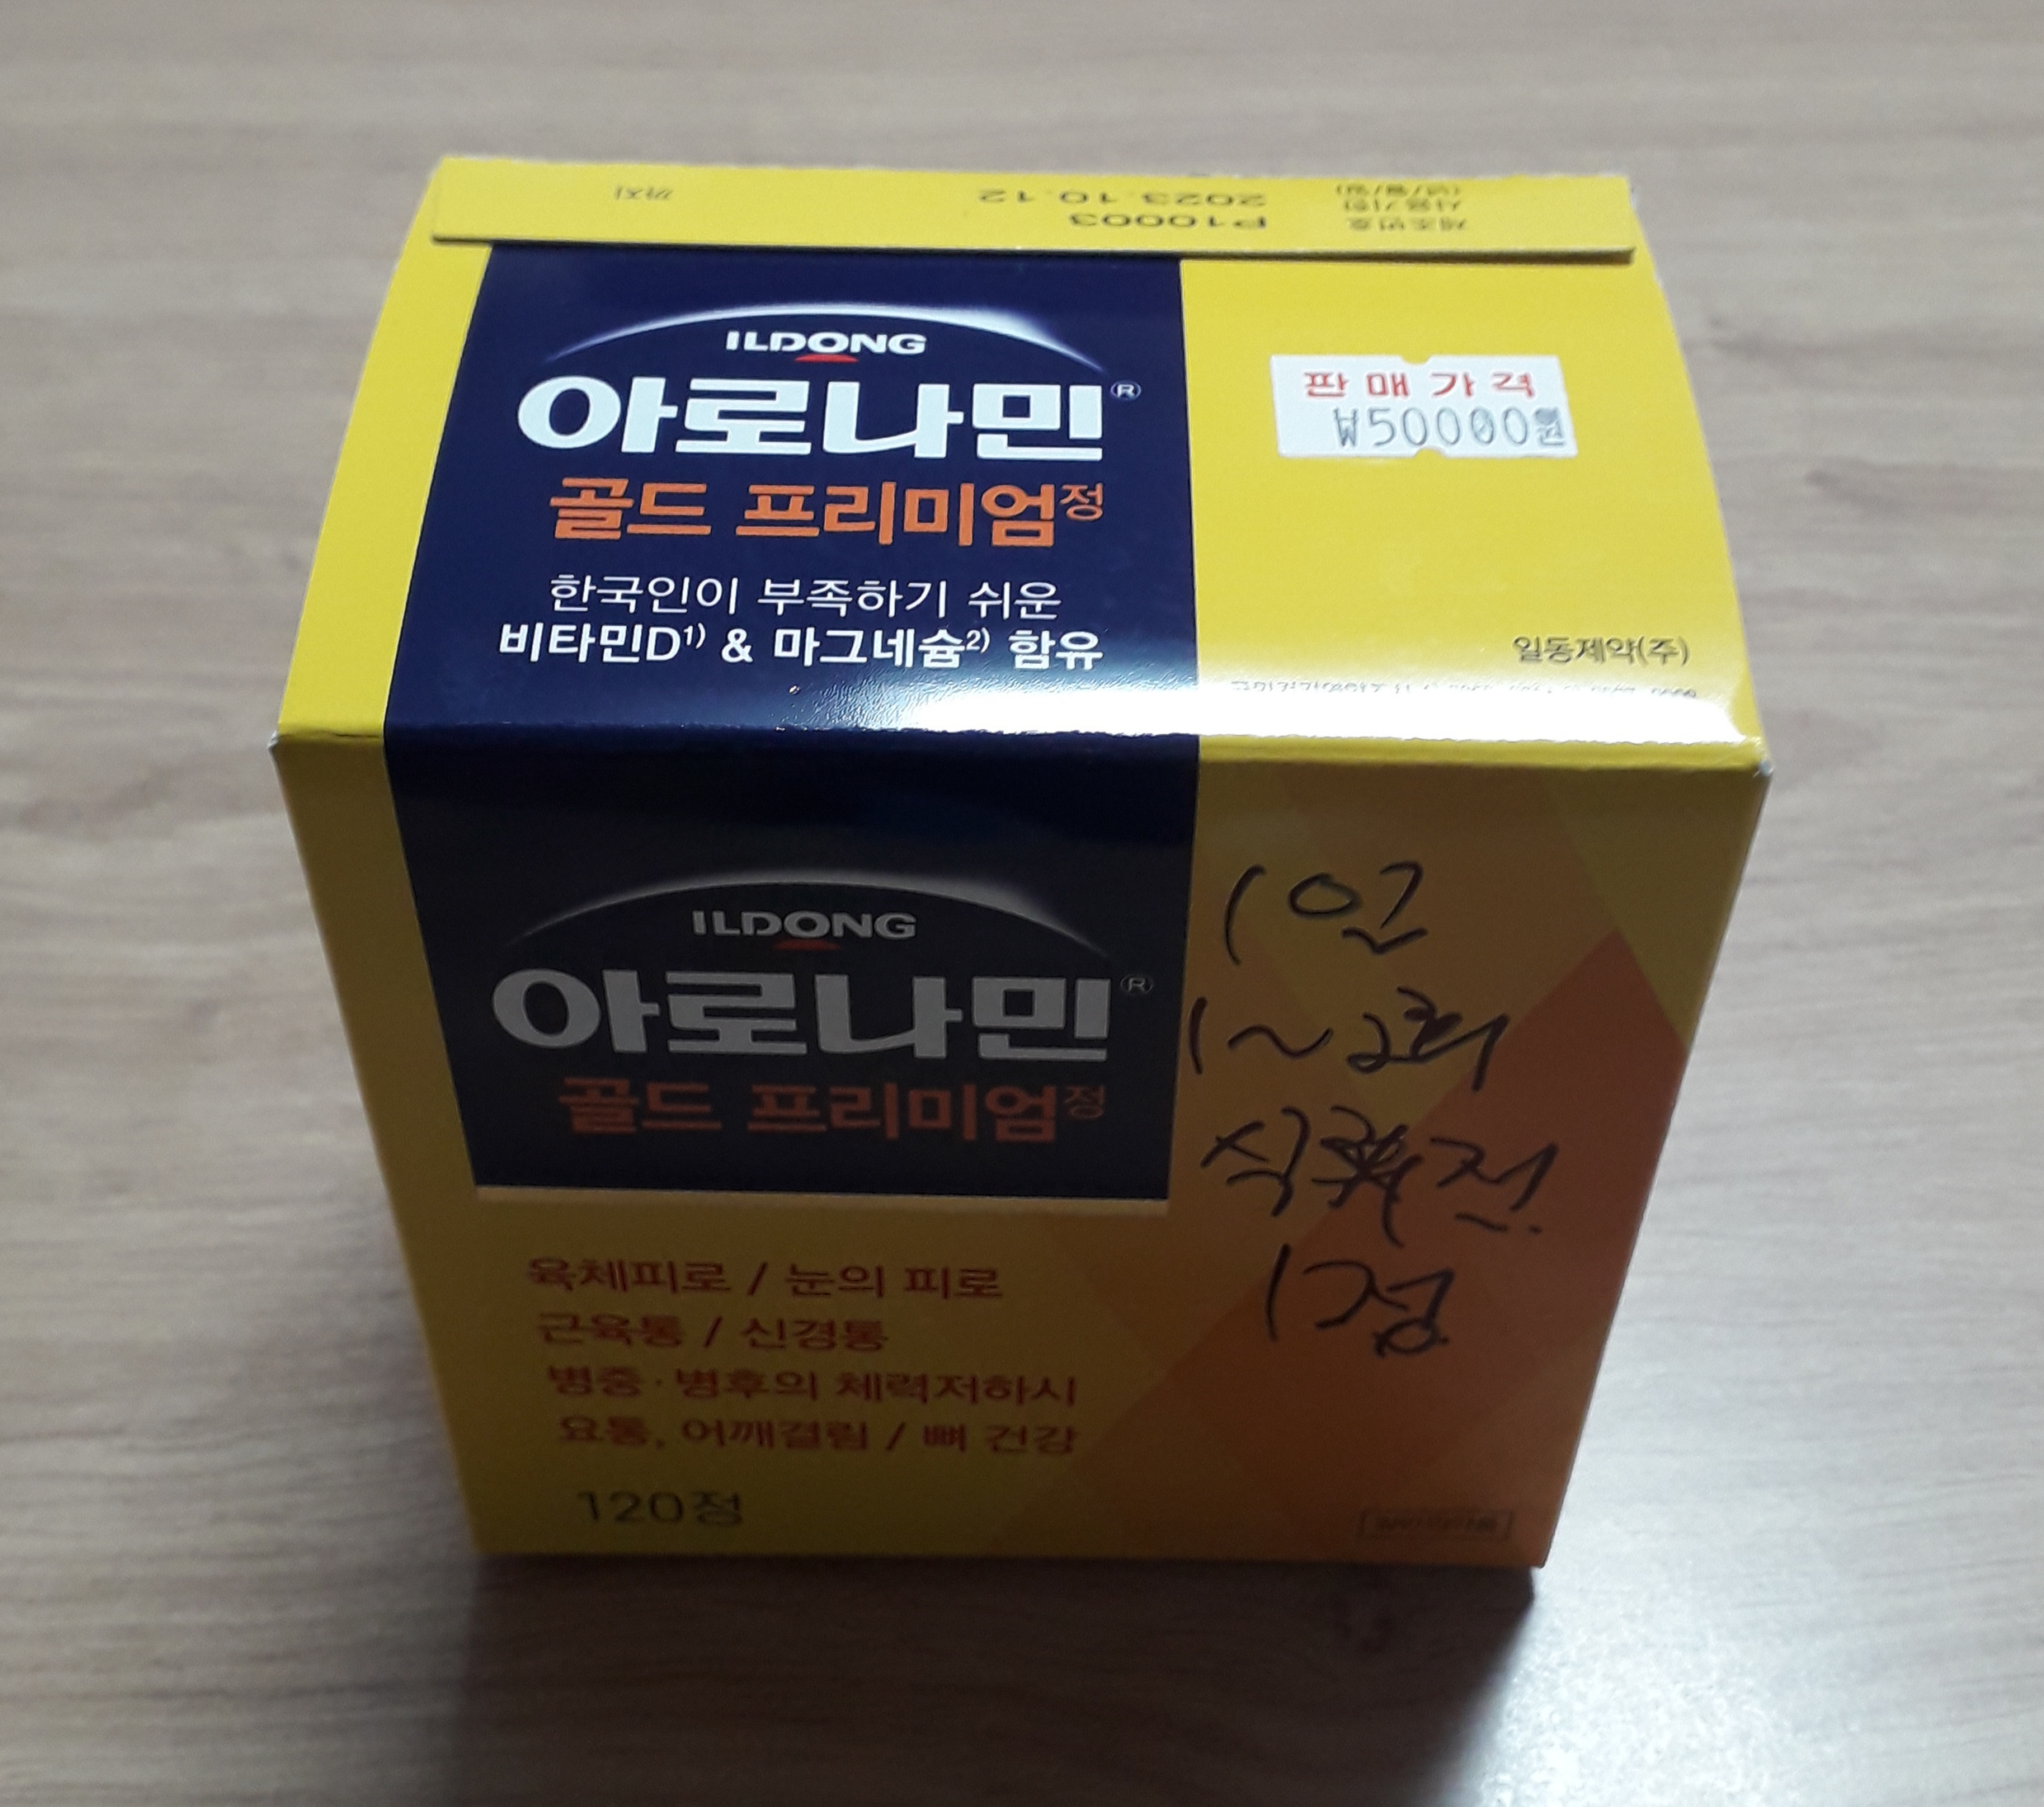 제조번호 P10003
사용기한 2023.10.12 까지
(년/월/일)
ILDONG
아로나민®
골드 프리미엄정
한국인이 부족하기 쉬운
비타민D1) & 마그네슘2) 함유
판매가격
₩50000원
일동제약(주)
ILDONG
아로나민®
골드 프리미엄정
육체피로 / 눈의 피로
근육통 / 신경통
병중·병후의 체력저하시
요통, 어깨결림 / 뼈 건강
120정
1일
1~2회
식전
1정